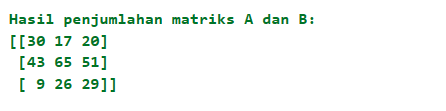 Hasil penjumlahan matriks A dan B:
[[30 17 20]
 [43 65 51]
 [ 9 26 29]]